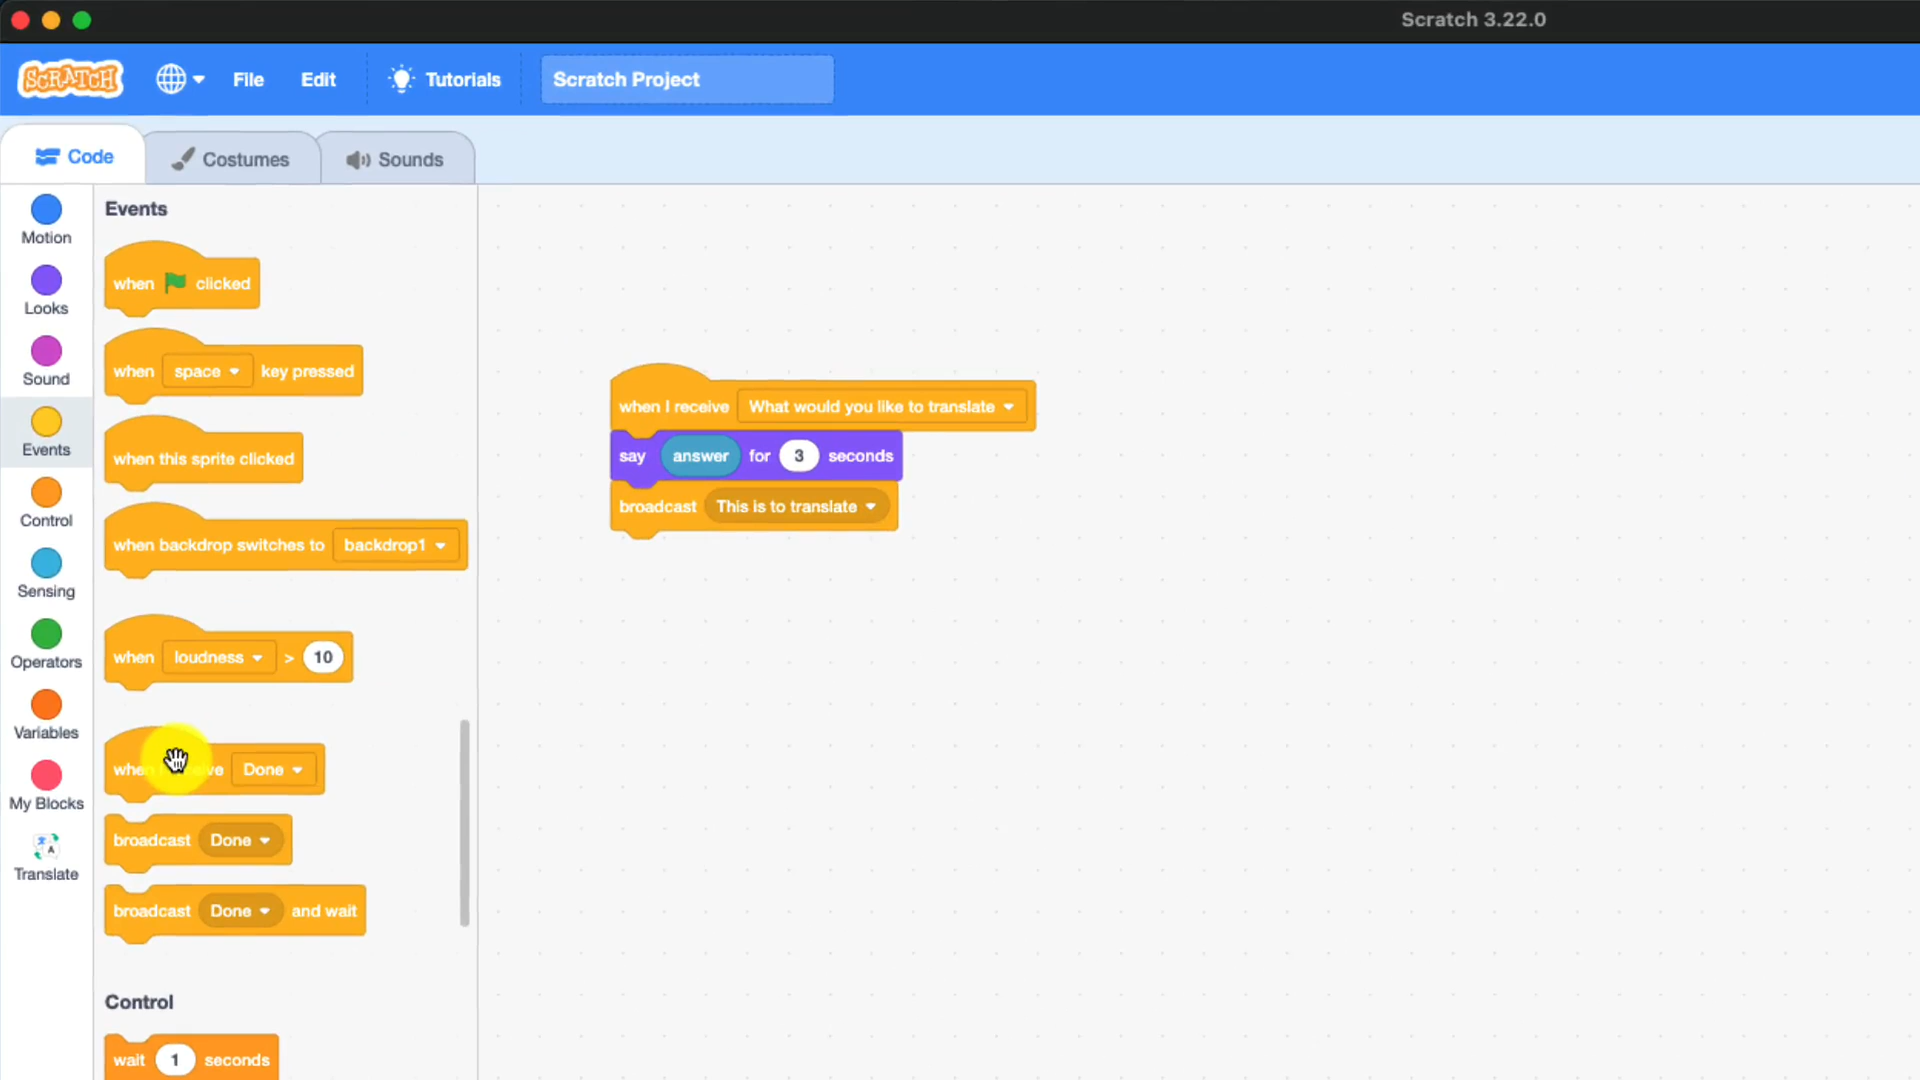 Scratch 3.22.0
SCRATCH
File
Edit
Tutorials
Scratch Project
Code
Costumes
Sounds
Motion
Looks
Sound
Events
Control
Sensing
Operators
Variables
My Blocks
Translate
Events
when clicked
when space key pressed
when this sprite clicked
when backdrop switches to backdrop1
when loudness > 10
Done
broadcast Done
broadcast Done and wait
Control
wait 1 seconds
when I receive What would you like to translate
say answer for 3 seconds
broadcast This is to translate